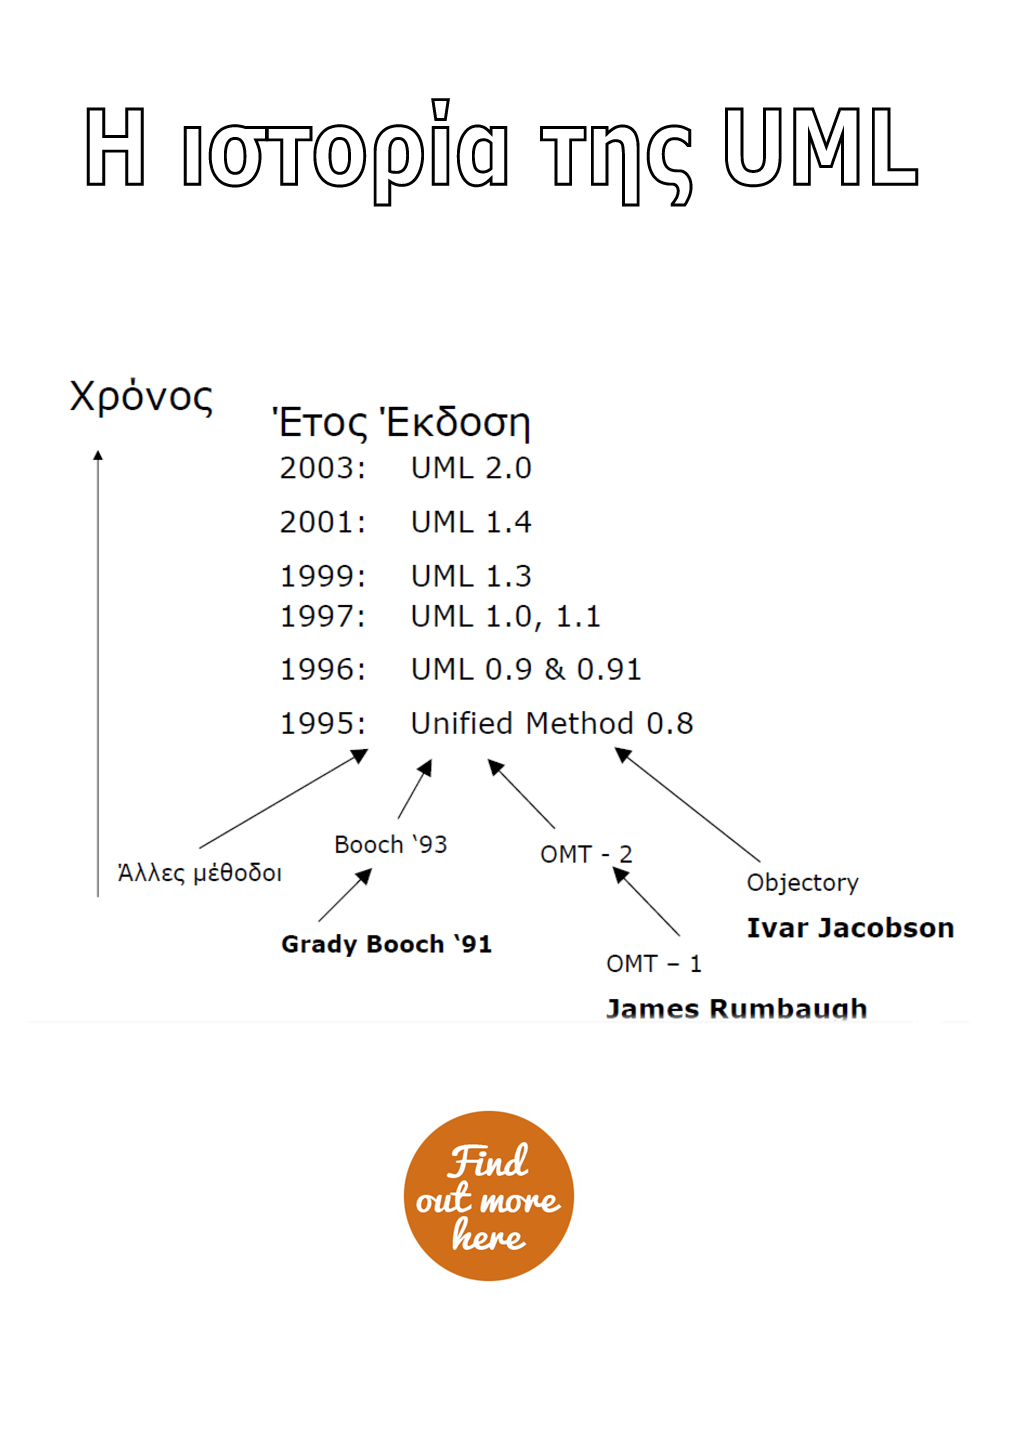 Η ιστορία της UML
Χρόνος
Έτος Έκδοση
2003: UML 2.0
2001: UML 1.4
1999: UML 1.3
1997: UML 1.0, 1.1
1996: UML 0.9 & 0.91
1995: Unified Method 0.8
Άλλες μέθοδοι
Booch ‘93
Grady Booch ‘91
OMT - 2
OMT – 1
James Rumbaugh
Objectory
Ivar Jacobson
Find
out more
here